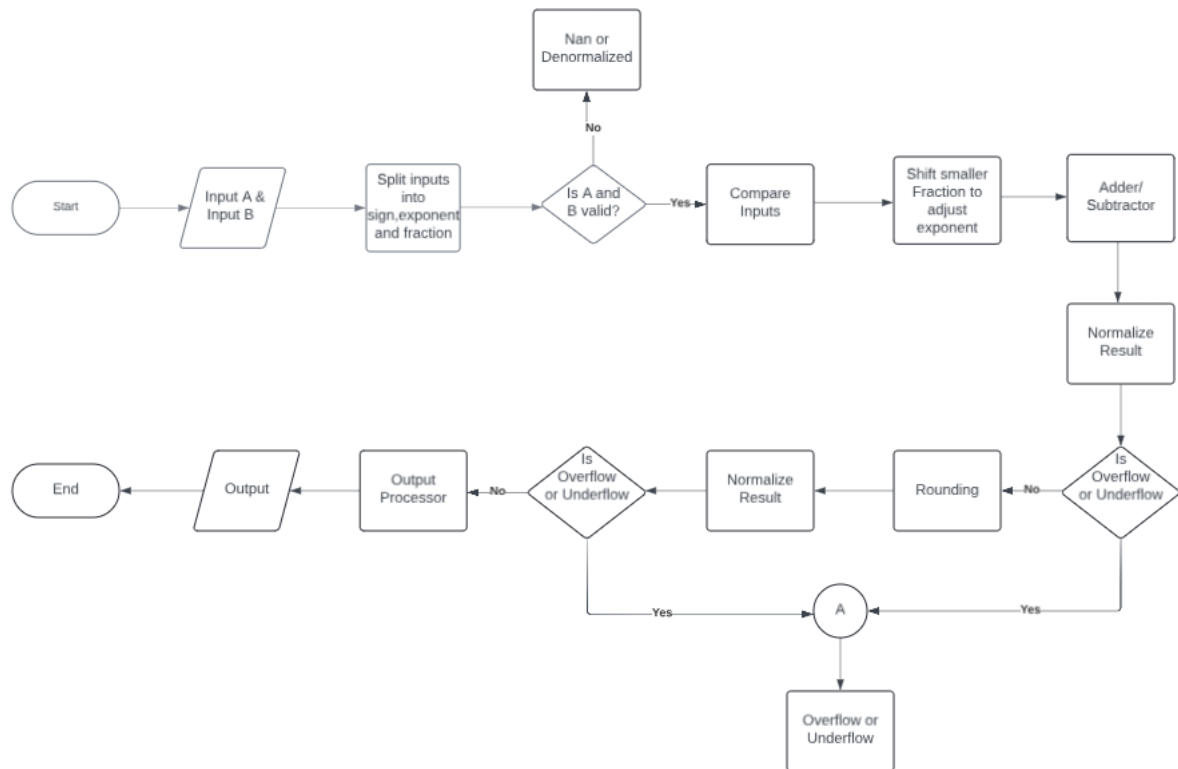 Nan or
Denormalized
No
Start
Input A &
Input B
Split inputs
into
sign,exponent
and fraction
Is A and
B valid?
Yes
Compare
Inputs
Shift smaller
Fraction to
adjust
exponent
Adder/
Subtractor
Normalize
Result
End
Output
Output
Processor
No
Is
Overflow
or Underflow
Normalize
Result
Rounding
No
Is
Overflow
or Underflow
Yes
A
Yes
Overflow or
Underflow